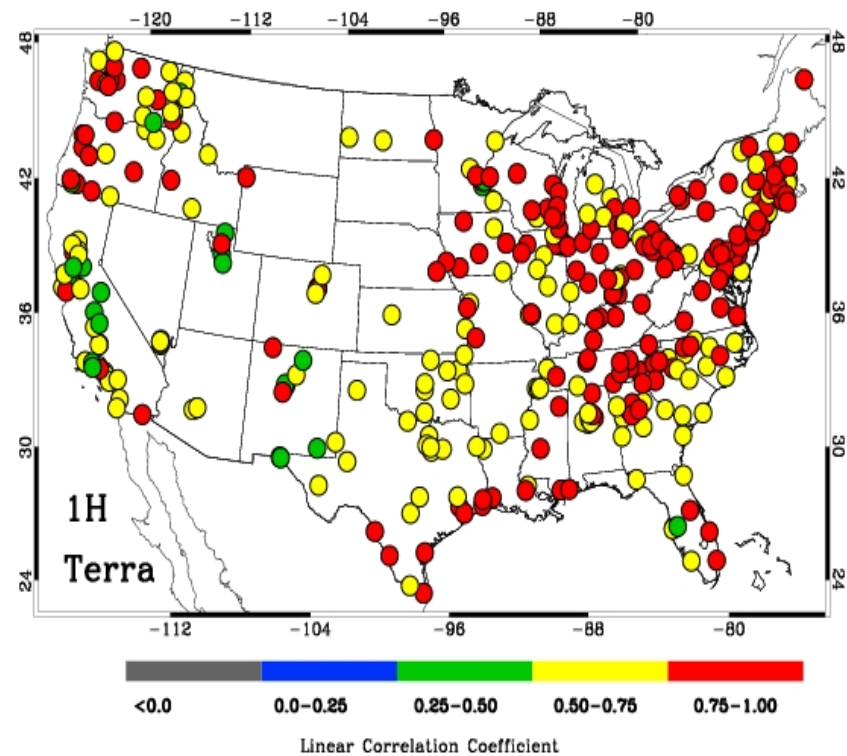 -120 -112 -104 -96 -88 -80
48 48
42 42
36 36
30 30
24 24
1H
Terra
-112 -104 -96 -88 -80
<0.0 0.0-0.25 0.25-0.50 0.50-0.75 0.75-1.00
Linear Correlation Coefficient